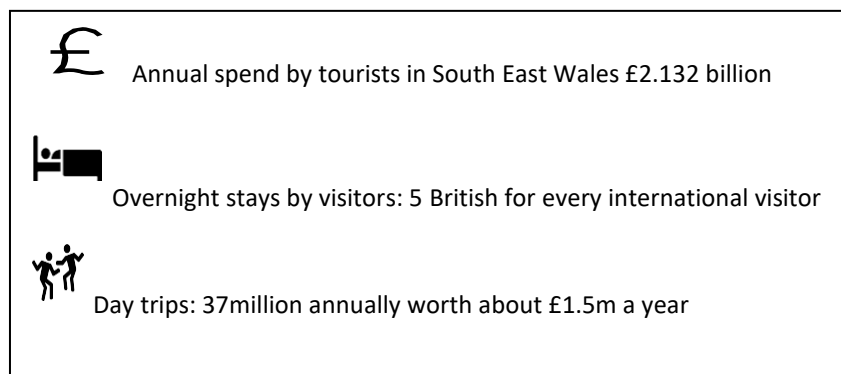 £ Annual spend by tourists in South East Wales £2.132 billion
Overnight stays by visitors: 5 British for every international visitor
Day trips: 37million annually worth about £1.5m a year